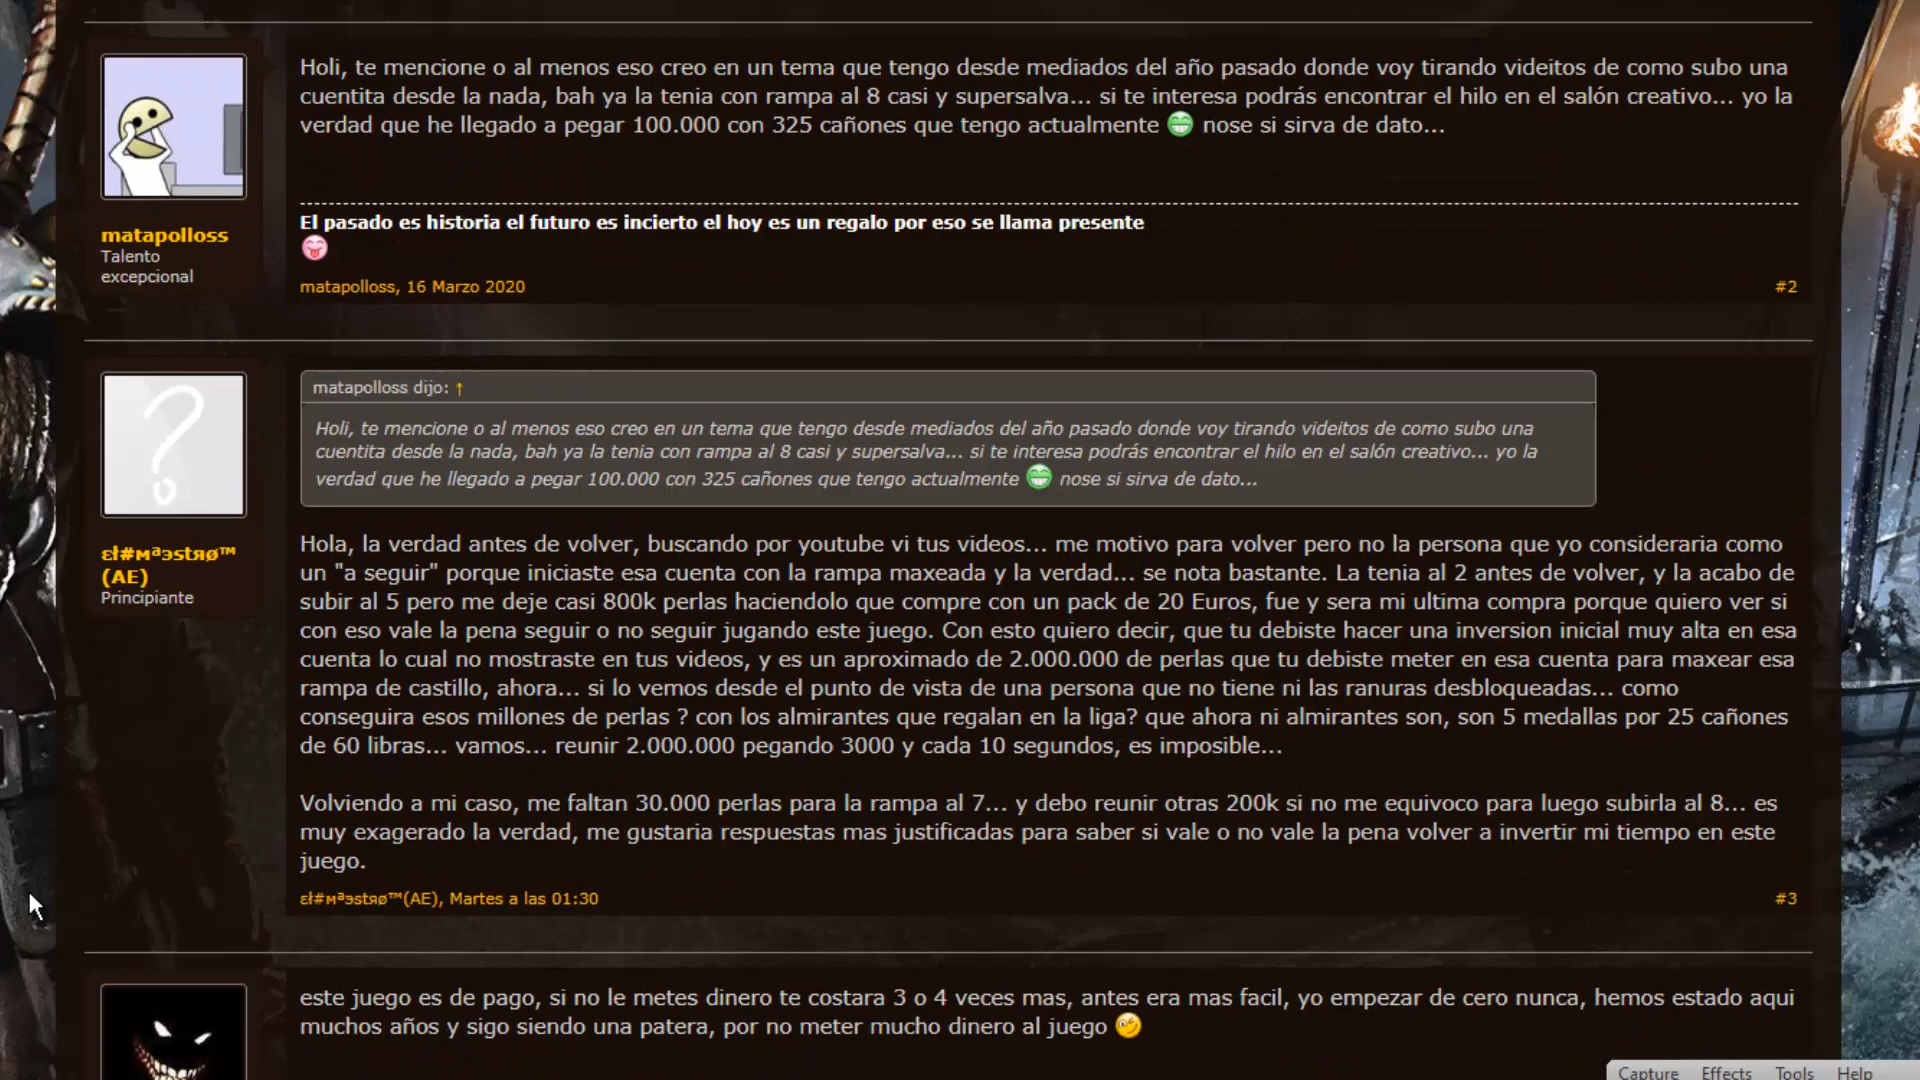 Holi, te mencione o al menos eso creo en un tema que tengo desde mediados del año pasado donde voy tirando videitos de como subo una
cuentita desde la nada, bah ya la tenia con rampa al 8 casi y supersalva... si te interesa podrás encontrar el hilo en el salón creativo... yo la
verdad que he llegado a pegar 100.000 con 325 cañones que tengo actualmente nose si sirva de dato...
El pasado es historia el futuro es incierto el hoy es un regalo por eso se llama presente
matapolloss
Talento
excepcional
matapolloss, 16 Marzo 2020 #2
matapolloss dijo: ↑
Holi, te mencione o al menos eso creo en un tema que tengo desde mediados del año pasado donde voy tirando videitos de como subo una
cuentita desde la nada, bah ya la tenia con rampa al 8 casi y supersalva... si te interesa podrás encontrar el hilo en el salón creativo... yo la
verdad que he llegado a pegar 100.000 con 325 cañones que tengo actualmente nose si sirva de dato...
εł#мªэstяø™
(AE)
Principiante
Hola, la verdad antes de volver, buscando por youtube vi tus videos... me motivo para volver pero no la persona que yo consideraria como
un "a seguir" porque iniciaste esa cuenta con la rampa maxeada y la verdad... se nota bastante. La tenia al 2 antes de volver, y la acabo de
subir al 5 pero me deje casi 800k perlas haciendolo que compre con un pack de 20 Euros, fue y sera mi ultima compra porque quiero ver si
con eso vale la pena seguir o no seguir jugando este juego. Con esto quiero decir, que tu debiste hacer una inversion inicial muy alta en esa
cuenta lo cual no mostraste en tus videos, y es un aproximado de 2.000.000 de perlas que tu debiste meter en esa cuenta para maxear esa
rampa de castillo, ahora... si lo vemos desde el punto de vista de una persona que no tiene ni las ranuras desbloqueadas... como
conseguira esos millones de perlas ? con los almirantes que regalan en la liga? que ahora ni almirantes son, son 5 medallas por 25 cañones
de 60 libras... vamos... reunir 2.000.000 pegando 3000 y cada 10 segundos, es imposible...
Volviendo a mi caso, me faltan 30.000 perlas para la rampa al 7... y debo reunir otras 200k si no me equivoco para luego subirla al 8... es
muy exagerado la verdad, me gustaria respuestas mas justificadas para saber si vale o no vale la pena volver a invertir mi tiempo en este
juego.
εł#мªэstяø™(AE), Martes a las 01:30 #3
este juego es de pago, si no le metes dinero te costara 3 o 4 veces mas, antes era mas facil, yo empezar de cero nunca, hemos estado aqui
muchos años y sigo siendo una patera, por no meter mucho dinero al juego
Capture Effects Tools Help